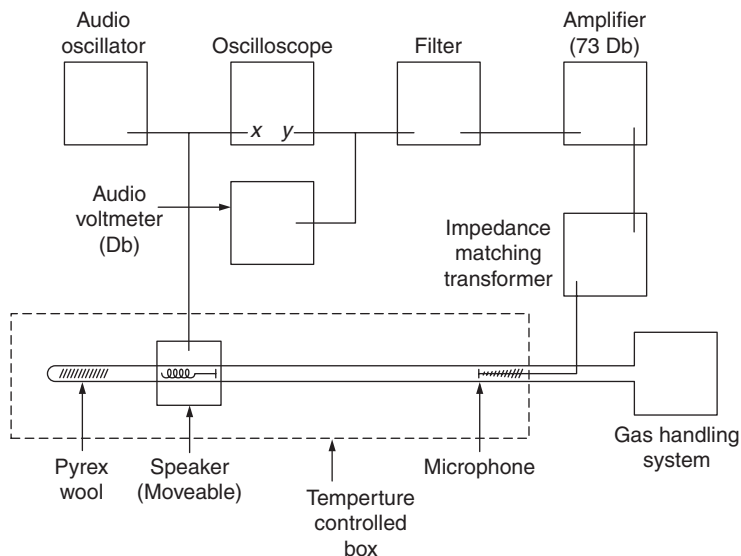 Audio
oscillator
Oscilloscope
Filter
Amplifier
(73 Db)
x y
Audio
voltmeter
(Db)
Impedance
matching
transformer
Pyrex
wool
Speaker
(Moveable)
Temperture
controlled
box
Microphone
Gas handling
system